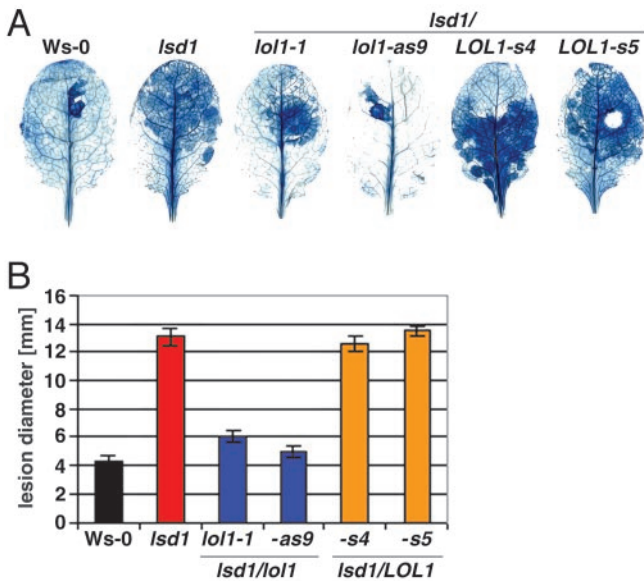 A
lsd1/
Ws-0 lsd1 lol1-1 lol1-as9 LOL1-s4 LOL1-s5
B
lesion diameter [mm]
16
14
12
10
8
6
4
2
0
Ws-0 lsd1 lol1-1 -as9 -s4 -s5
lsd1/lol1 lsd1/LOL1